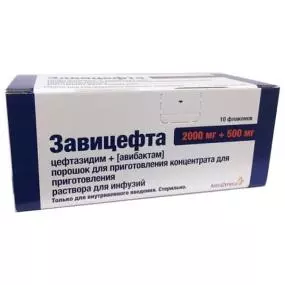 10 флаконов
Завицефта
2000 мг + 500 мг
цефтазидим + [авибактам]
порошок для приготовления концентрата для
приготовления
раствора для инфузий
Только для внутривенного введения. Стерильно.
AstraZeneca